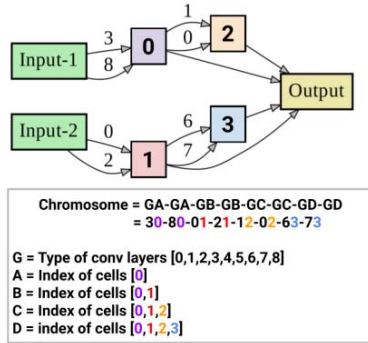 1
3
0
2
0
Input-1
8
Output
Input-2
0
6
3
1
2
7
Chromosome = GA-GA-GB-GB-GC-GC-GD-GD
= 30-80-01-21-12-02-63-73
G = Type of conv layers [0,1,2,3,4,5,6,7,8]
A = Index of cells [0]
B = Index of cells [0,1]
C = Index of cells [0,1,2]
D = index of cells [0,1,2,3]